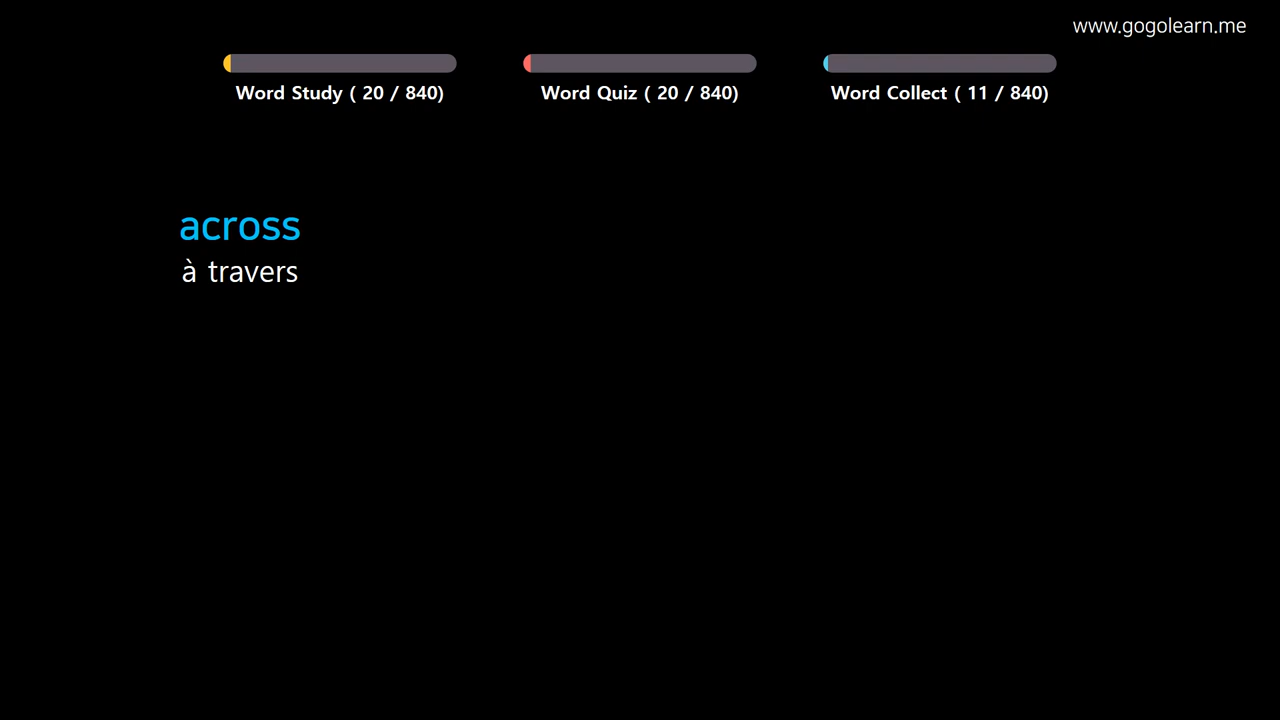 www.gogolearn.me
Word Study ( 20 / 840)
Word Quiz ( 20 / 840)
Word Collect ( 11 / 840)
across
à travers